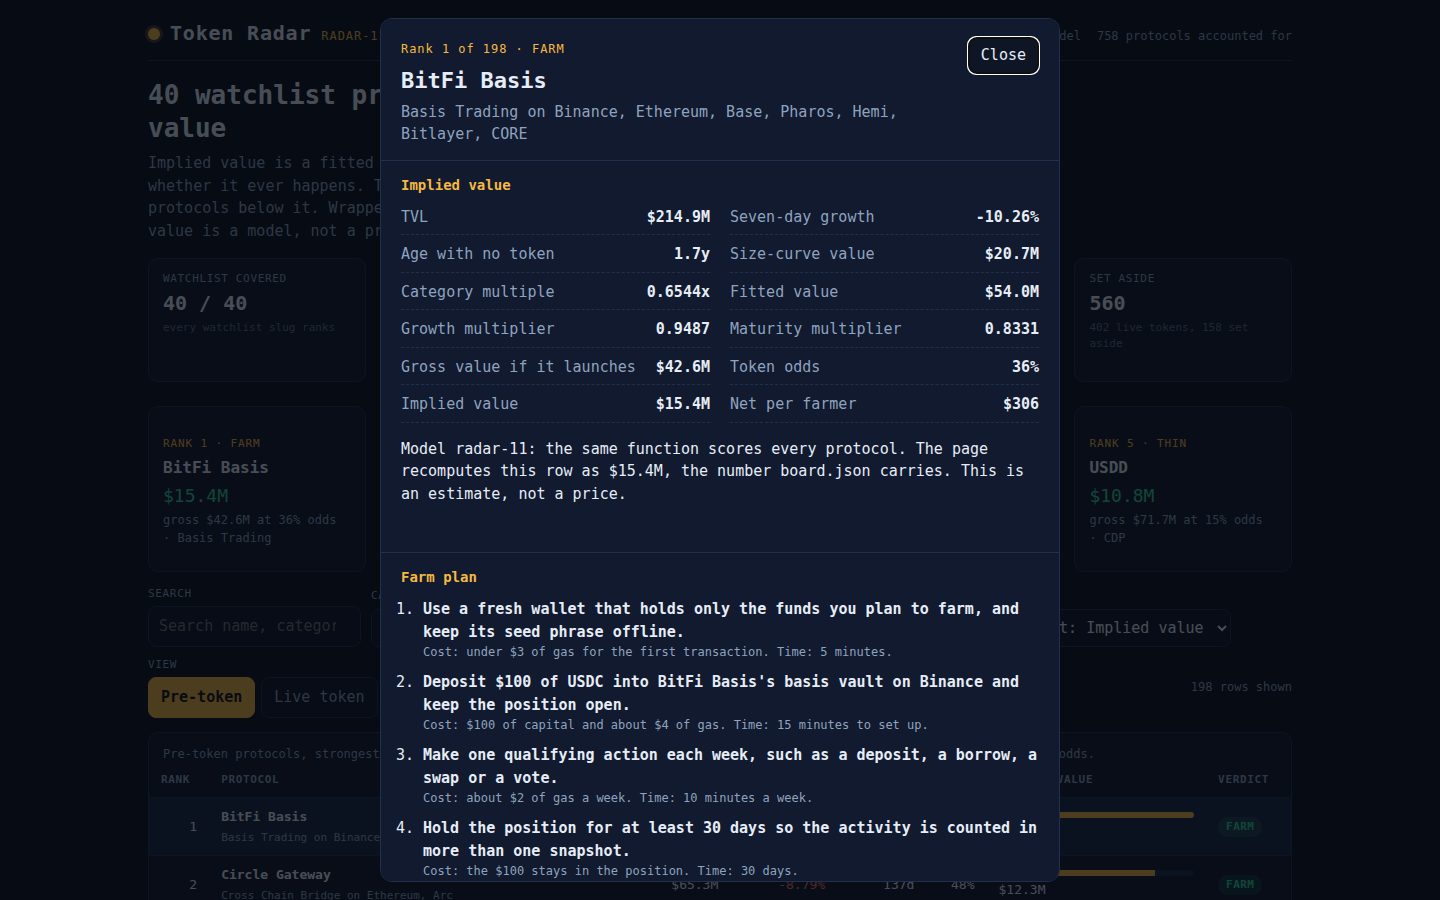 Token Radar RADAR-1
del 758 protocols accounted for
40 watchlist pr
value
Implied value is a fitted
whether it ever happens. T
protocols below it. Wrappe
value is a model, not a pr
WATCHLIST COVERED
40 / 40
every watchlist slug ranks
SET ASIDE
560
402 live tokens, 158 set
aside
RANK 1 · FARM
BitFi Basis
$15.4M
gross $42.6M at 36% odds
· Basis Trading
RANK 5 · THIN
USDD
$10.8M
gross $71.7M at 15% odds
· CDP
SEARCH
Search name, categor
t: Implied value
VIEW
Pre-token
Live token
198 rows shown
Pre-token protocols, strongest
odds.
RANK PROTOCOL
VALUE VERDICT
1
BitFi Basis
Basis Trading on Binance
FARM
2
Circle Gateway
Cross Chain Bridge on Ethereum, Arc
$65.3M -8.79% 137d 48% $12.3M
FARM
Rank 1 of 198 · FARM
BitFi Basis
Basis Trading on Binance, Ethereum, Base, Pharos, Hemi,
Bitlayer, CORE
Close
Implied value
TVL $214.9M Seven-day growth -10.26%
Age with no token 1.7y Size-curve value $20.7M
Category multiple 0.6544x Fitted value $54.0M
Growth multiplier 0.9487 Maturity multiplier 0.8331
Gross value if it launches $42.6M Token odds 36%
Implied value $15.4M Net per farmer $306
Model radar-11: the same function scores every protocol. The page
recomputes this row as $15.4M, the number board.json carries. This is
an estimate, not a price.
Farm plan
1. Use a fresh wallet that holds only the funds you plan to farm, and
keep its seed phrase offline.
Cost: under $3 of gas for the first transaction. Time: 5 minutes.
2. Deposit $100 of USDC into BitFi Basis's basis vault on Binance and
keep the position open.
Cost: $100 of capital and about $4 of gas. Time: 15 minutes to set up.
3. Make one qualifying action each week, such as a deposit, a borrow, a
swap or a vote.
Cost: about $2 of gas a week. Time: 10 minutes a week.
4. Hold the position for at least 30 days so the activity is counted in
more than one snapshot.
Cost: the $100 stays in the position. Time: 30 days.